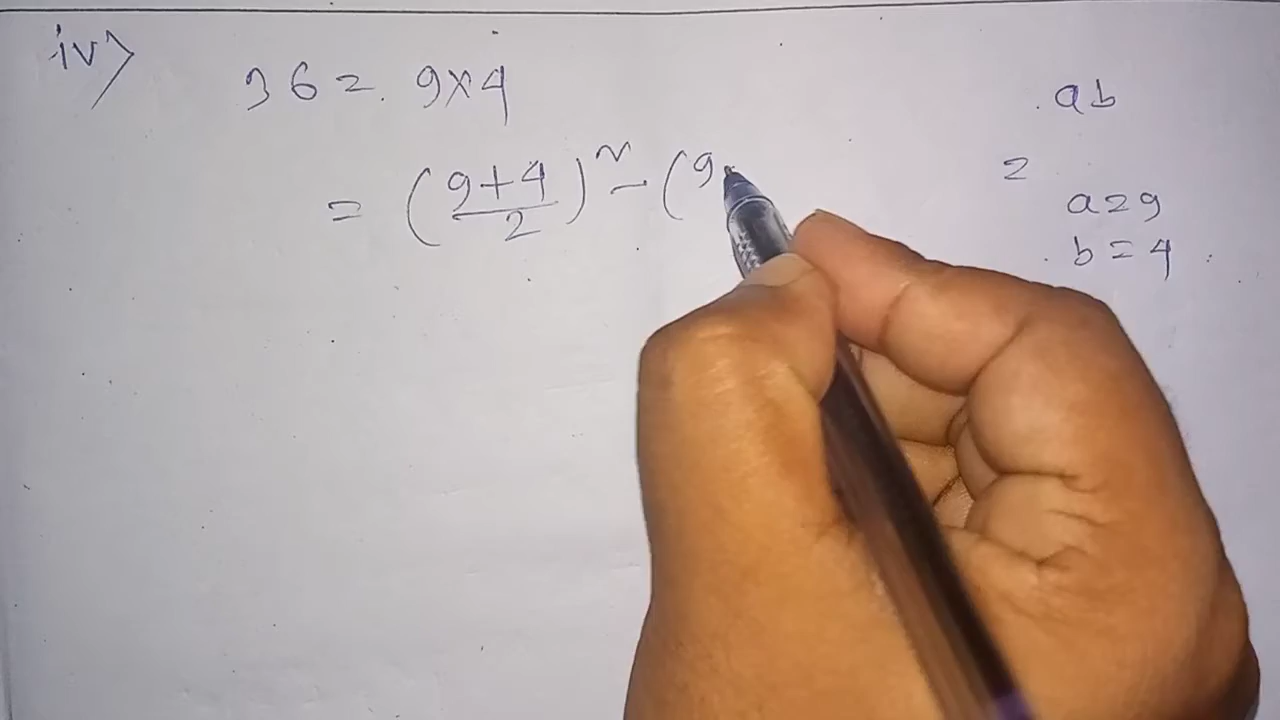 iv>
36 = 9×4
= (9+4/2)² - (9
ab
=
a=9
b=4